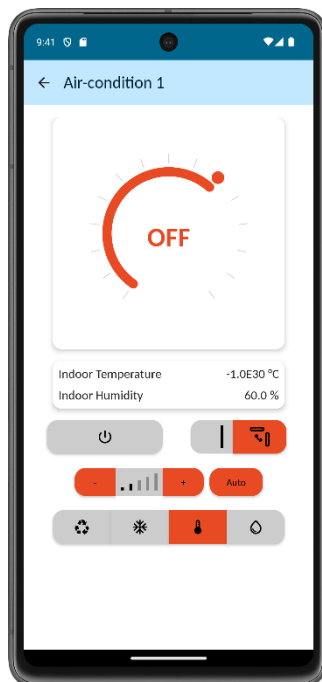 9:41
Air-condition 1
OFF
Indoor Temperature -1.0E30 °C
Indoor Humidity 60.0 %
- + Auto